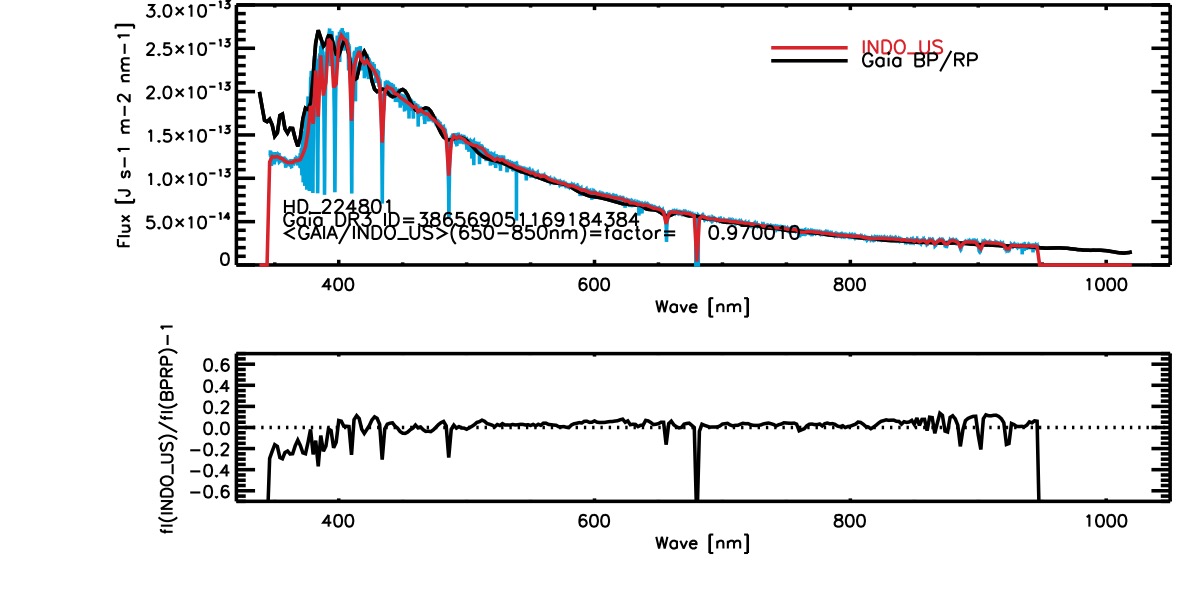 3.0×10−13
2.5×10−13
2.0×10−13
1.5×10−13
1.0×10−13
5.0×10−14
0
Flux [J s−1 m−2 nm−1]
INDO_US
Gaia BP/RP
HD_224801
Gaia DR3 ID=386569051169184384
<GAIA/INDO_US>(650−850nm)=factor= 0.970010
400 600 800 1000
Wave [nm]
0.6
0.4
0.2
0.0
−0.2
−0.4
−0.6
fl(INDO_US)/fl(BPRP)−1
400 600 800 1000
Wave [nm]